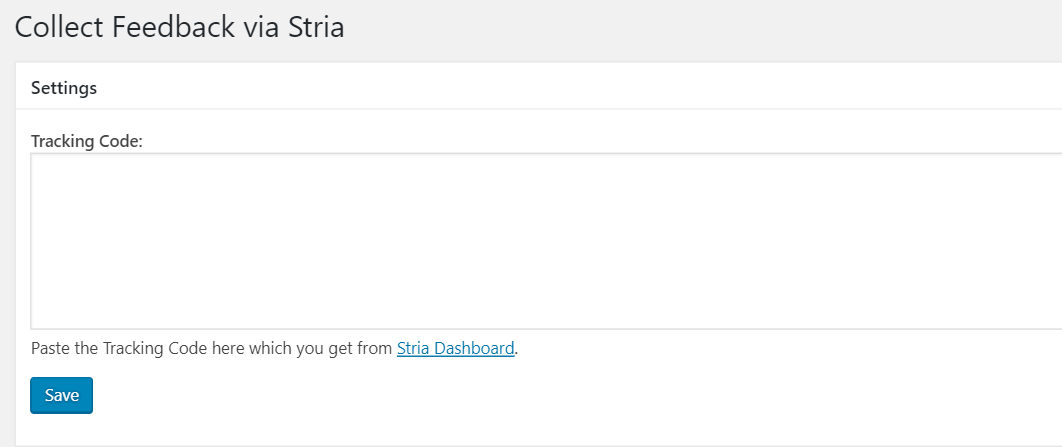 Collect Feedback via Stria
Settings
Tracking Code:
Paste the Tracking Code here which you get from Stria Dashboard.
Save